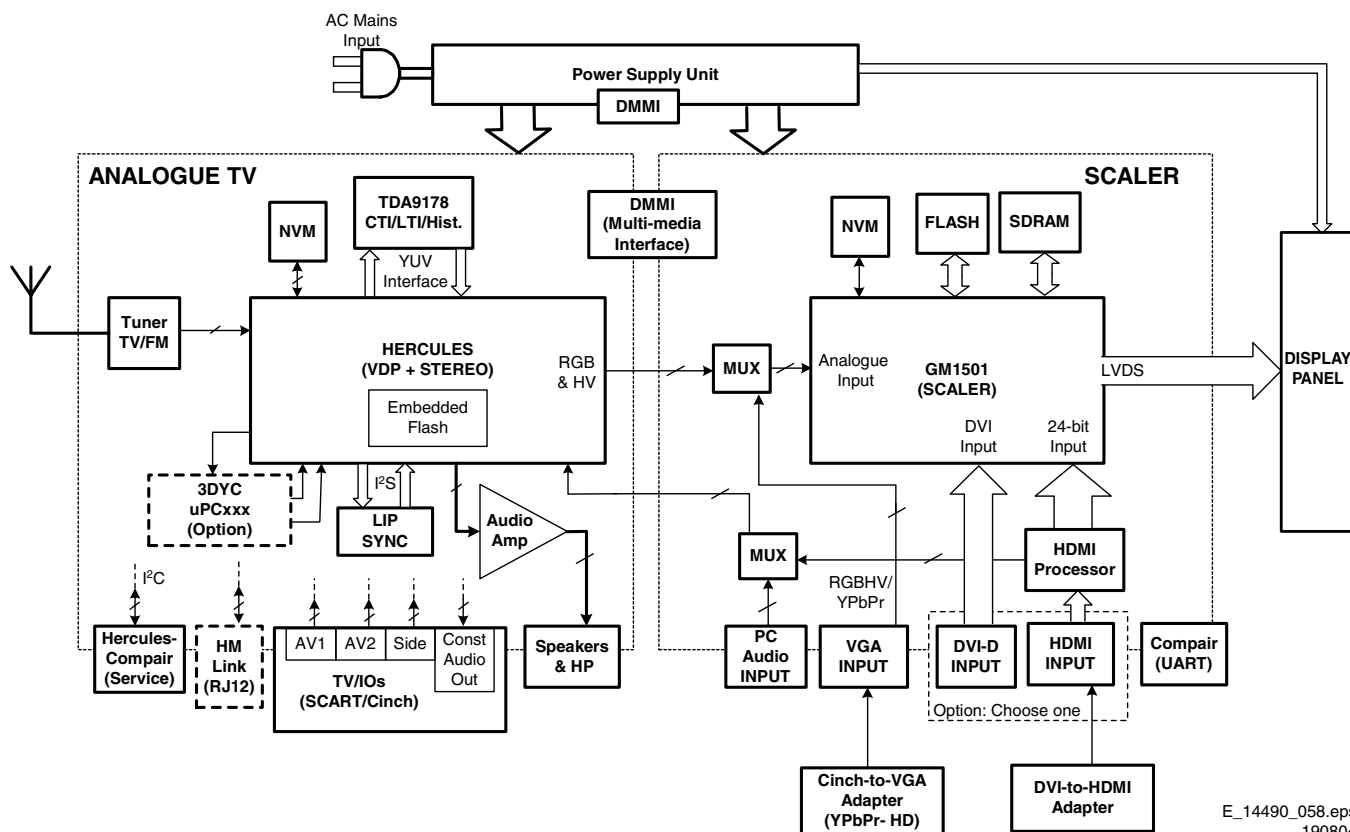 AC Mains
Input
Power Supply Unit
DMMI
ANALOGUE TV
SCALER
TDA9178
CTI/LTI/Hist.
NVM
YUV
Interface
DMMI
(Multi-media
Interface)
NVM
FLASH
SDRAM
Tuner
TV/FM
HERCULES
(VDP + STEREO)
RGB
& HV
Embedded
Flash
MUX
Analogue
Input
GM1501
(SCALER)
LVDS
DVI
Input
24-bit
Input
DISPLAY
PANEL
3DYC
uPCxxx
(Option)
I²S
LIP
SYNC
Audio
Amp
MUX
HDMI
Processor
RGBHV/
YPbPr
I²C
Hercules-
Compair
(Service)
HM
Link
(RJ12)
AV1
AV2
Side
Const
Audio
Out
TV/IOs
(SCART/Cinch)
Speakers
& HP
PC
Audio
INPUT
VGA
INPUT
DVI-D
INPUT
HDMI
INPUT
Compair
(UART)
Option: Choose one
Cinch-to-VGA
Adapter
(YPbPr- HD)
DVI-to-HDMI
Adapter
E_14490_058.eps